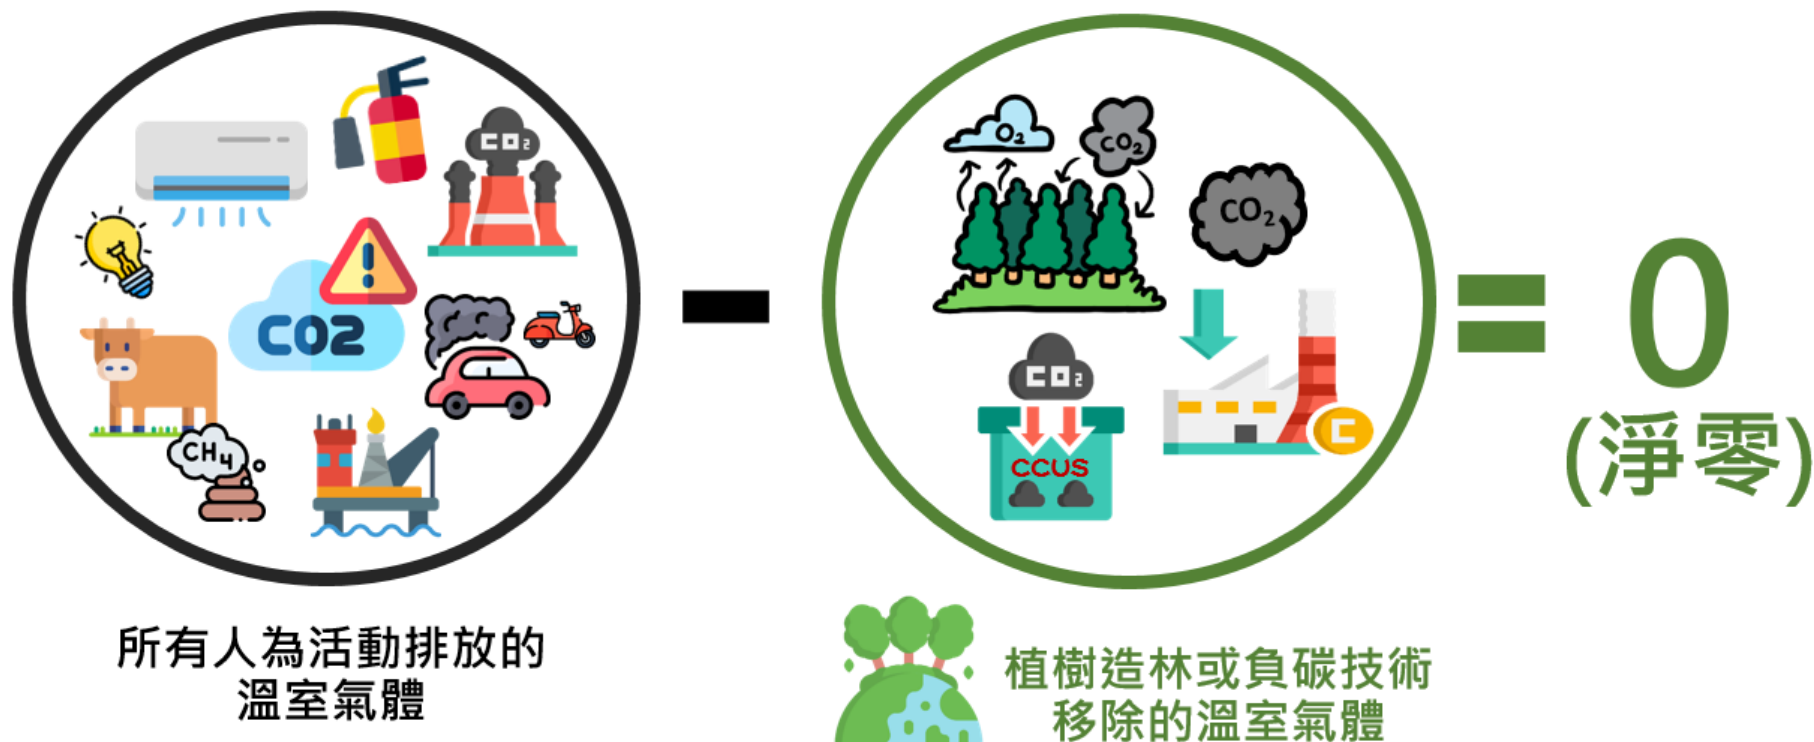 CO₂
CO2
CH₄
所有人為活動排放的
溫室氣體
-
O₂
CO₂
CO₂
CO₂
CCUS
C
植樹造林或負碳技術
移除的溫室氣體
= 0
(淨零)